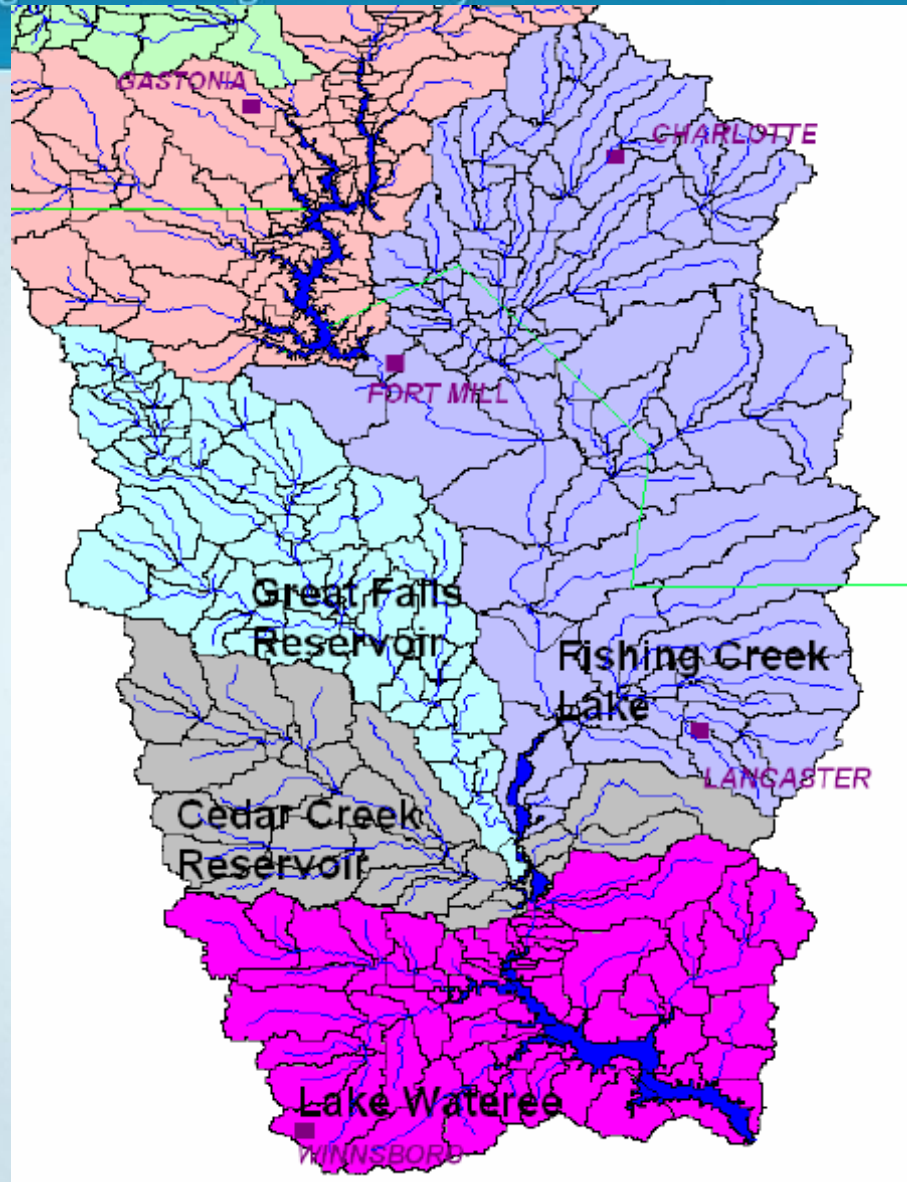 GASTONIA
CHARLOTTE
FORT MILL
Great Falls
Reservoir
Fishing Creek
Lake
LANCASTER
Cedar Creek
Reservoir
Lake Wateree
WINNSBORO